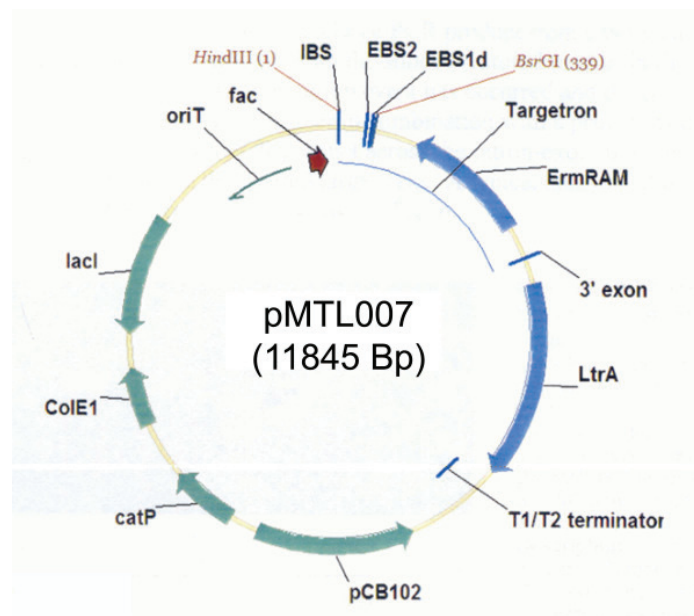 HindIII (1)
IBS
EBS2
EBS1d
BsrGI (339)
fac
oriT
Targetron
ErmRAM
lacI
3' exon
pMTL007
(11845 Bp)
LtrA
ColE1
catP
T1/T2 terminator
pCB102